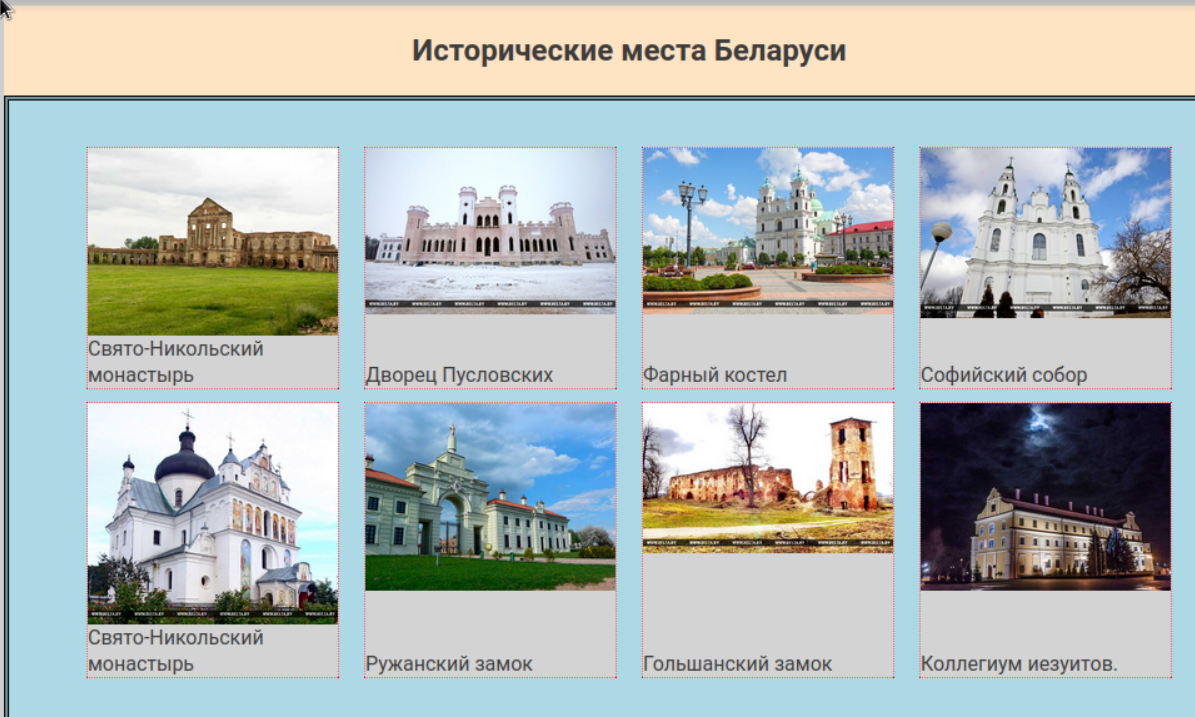 Исторические места Беларуси
Свято-Никольский
монастырь
Дворец Пусловских
Фарный костел
Софийский собор
Свято-Никольский
монастырь
Ружанский замок
Гольшанский замок
Коллегиум иезуитов.